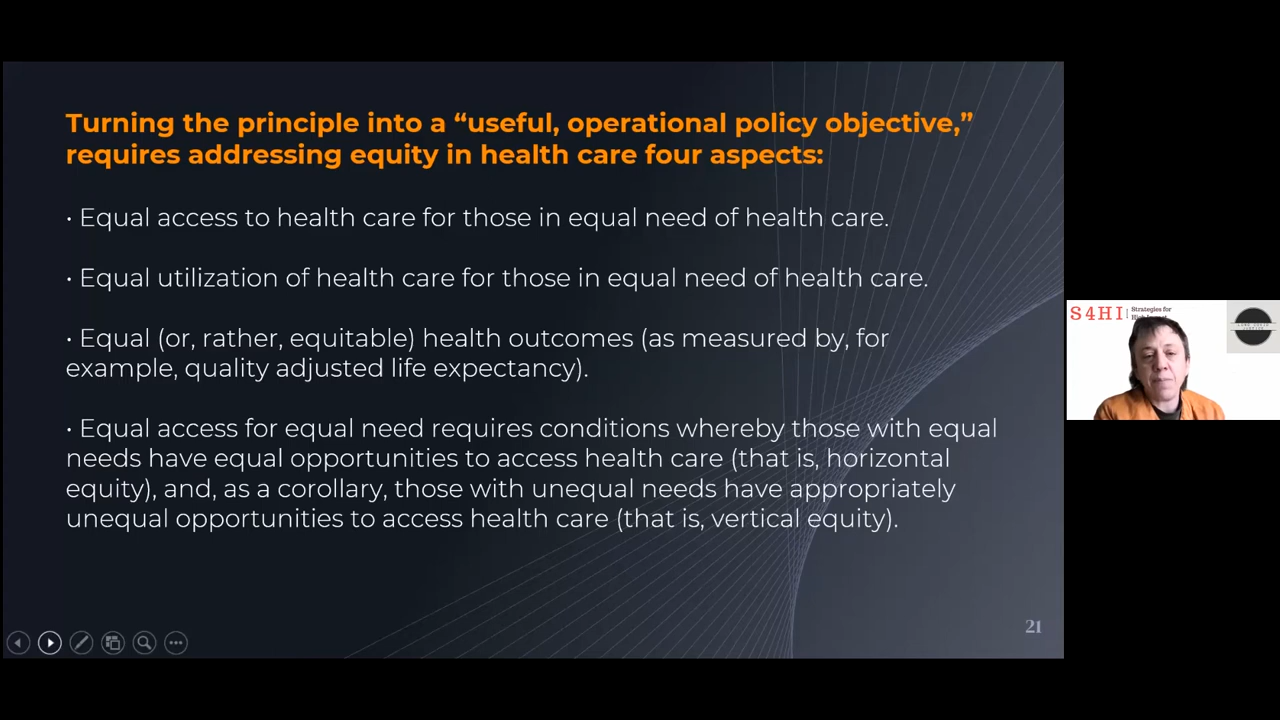 Turning the principle into a “useful, operational policy objective,”
requires addressing equity in health care four aspects:
• Equal access to health care for those in equal need of health care.
• Equal utilization of health care for those in equal need of health care.
• Equal (or, rather, equitable) health outcomes (as measured by, for
example, quality adjusted life expectancy).
• Equal access for equal need requires conditions whereby those with equal
needs have equal opportunities to access health care (that is, horizontal
equity), and, as a corollary, those with unequal needs have appropriately
unequal opportunities to access health care (that is, vertical equity).
21
S4HI
Strategies for